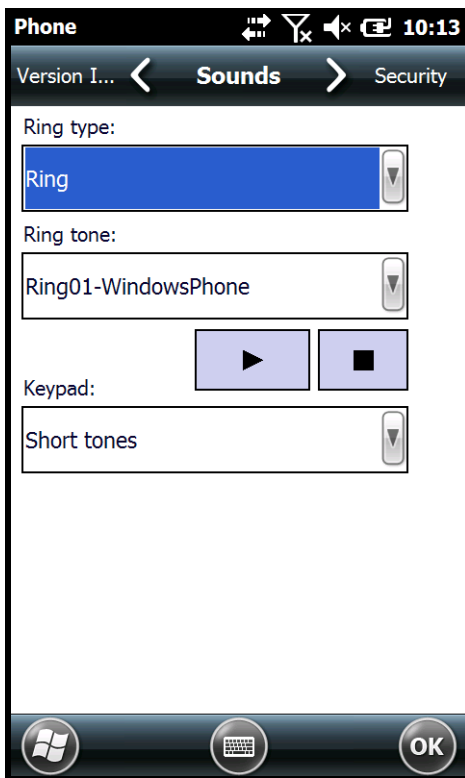 Phone 10:13
Version I... Sounds Security
Ring type:
Ring
Ring tone:
Ring01-WindowsPhone
Keypad:
Short tones
OK